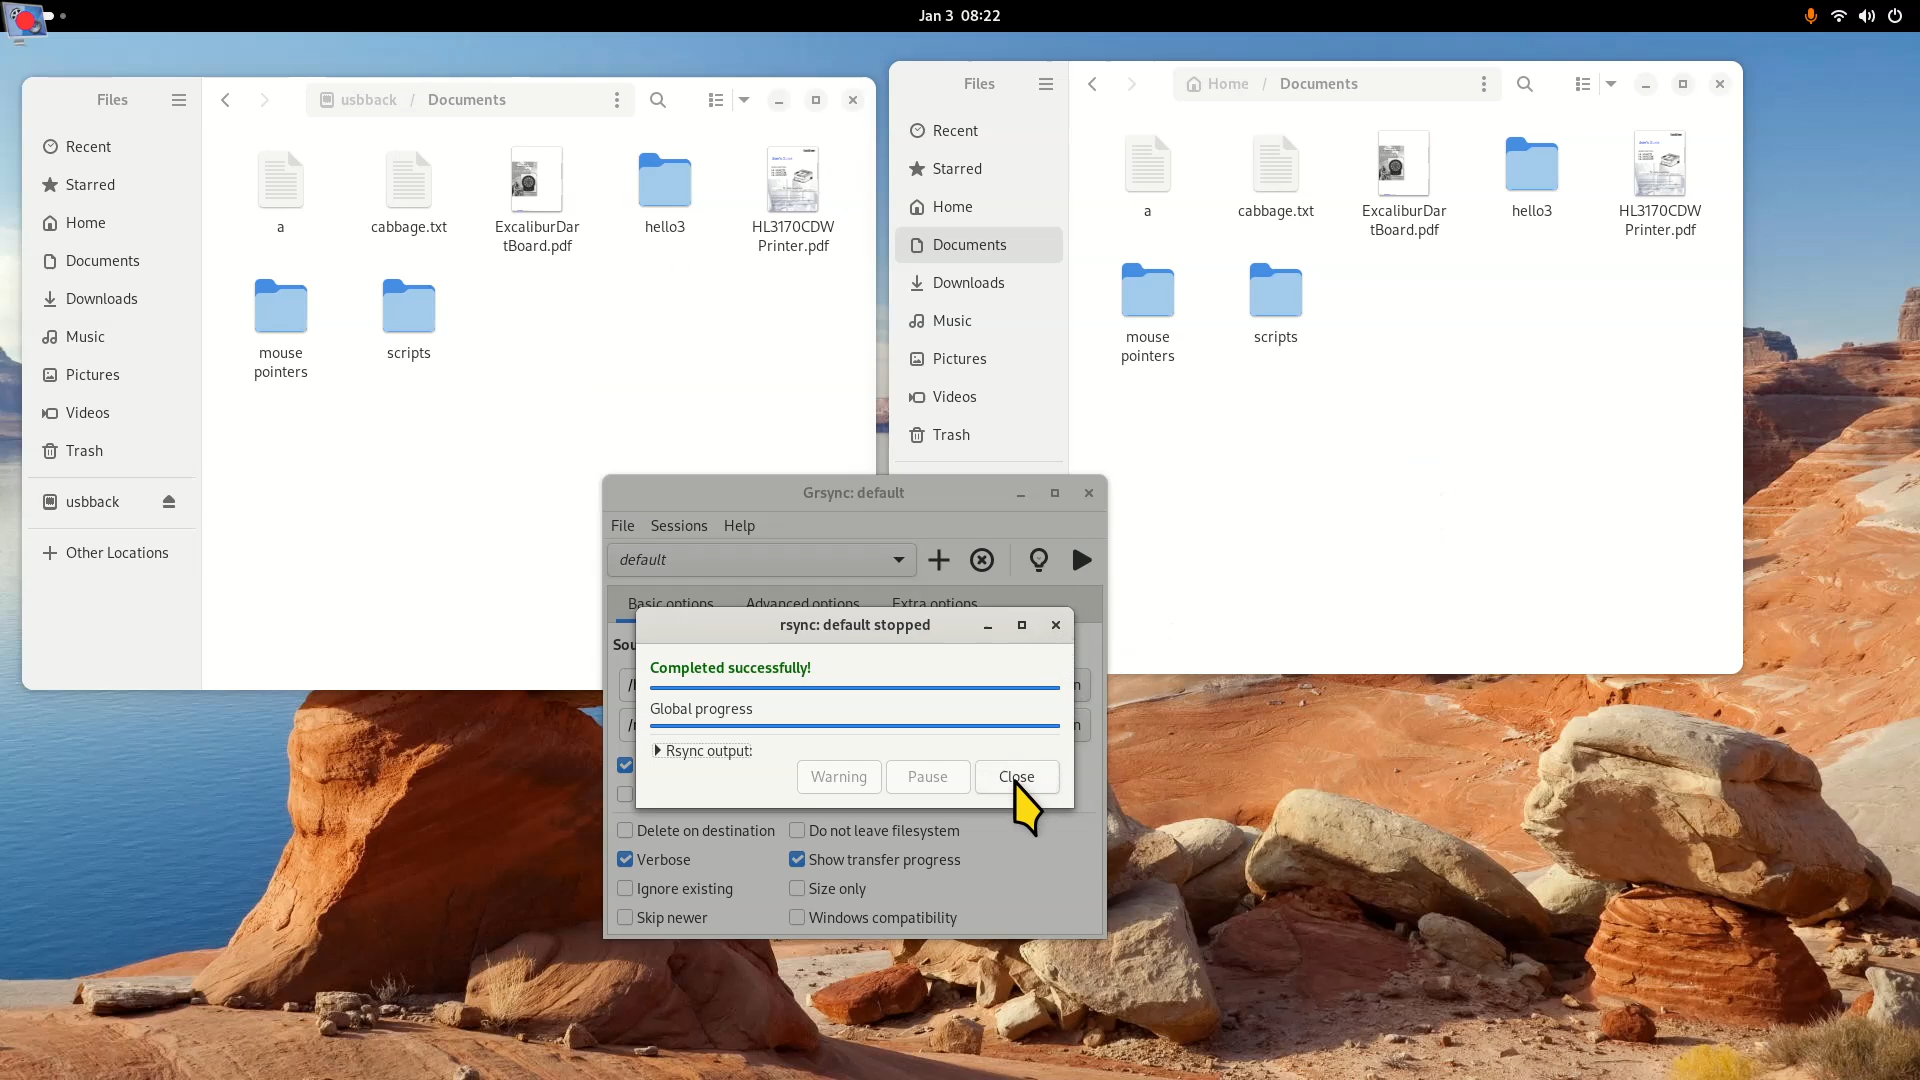 Jan 3 08:22
Files
usbback / Documents
Recent
Starred
Home
Documents
Downloads
Music
Pictures
Videos
Trash
usbback
Other Locations
a
cabbage.txt
ExcaliburDar
tBoard.pdf
hello3
HL3170CDW
Printer.pdf
mouse
pointers
scripts
Files
Home / Documents
Recent
Starred
Home
Documents
Downloads
Music
Pictures
Videos
Trash
a
cabbage.txt
ExcaliburDar
tBoard.pdf
hello3
HL3170CDW
Printer.pdf
mouse
pointers
scripts
Grsync: default
File Sessions Help
default
Basic options Advanced options Extra options
Sou
rsync: default stopped
Completed successfully!
Global progress
Rsync output:
Warning Pause Close
Delete on destination Do not leave filesystem
Verbose Show transfer progress
Ignore existing Size only
Skip newer Windows compatibility